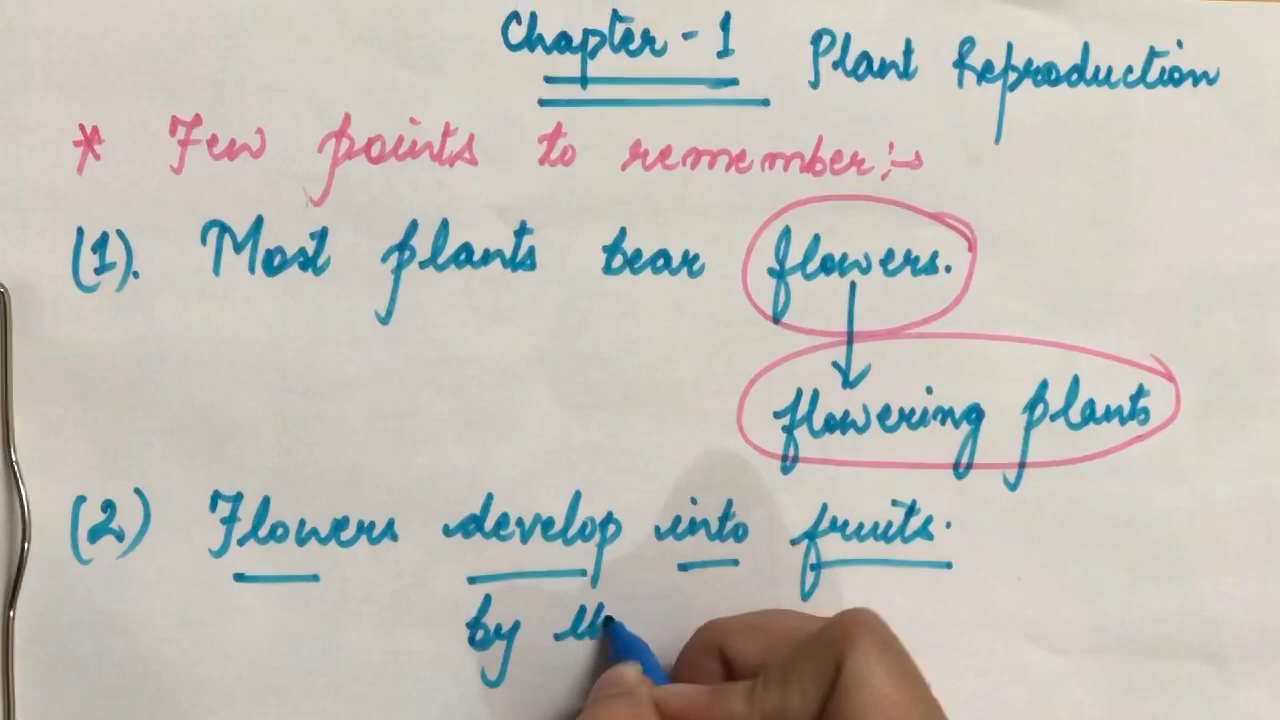 Chapter - 1 Plant Reproduction
* Few points to remember :→
(1). Most plants bear flowers.
↓
flowering plants
(2) Flowers develop into fruits.
by